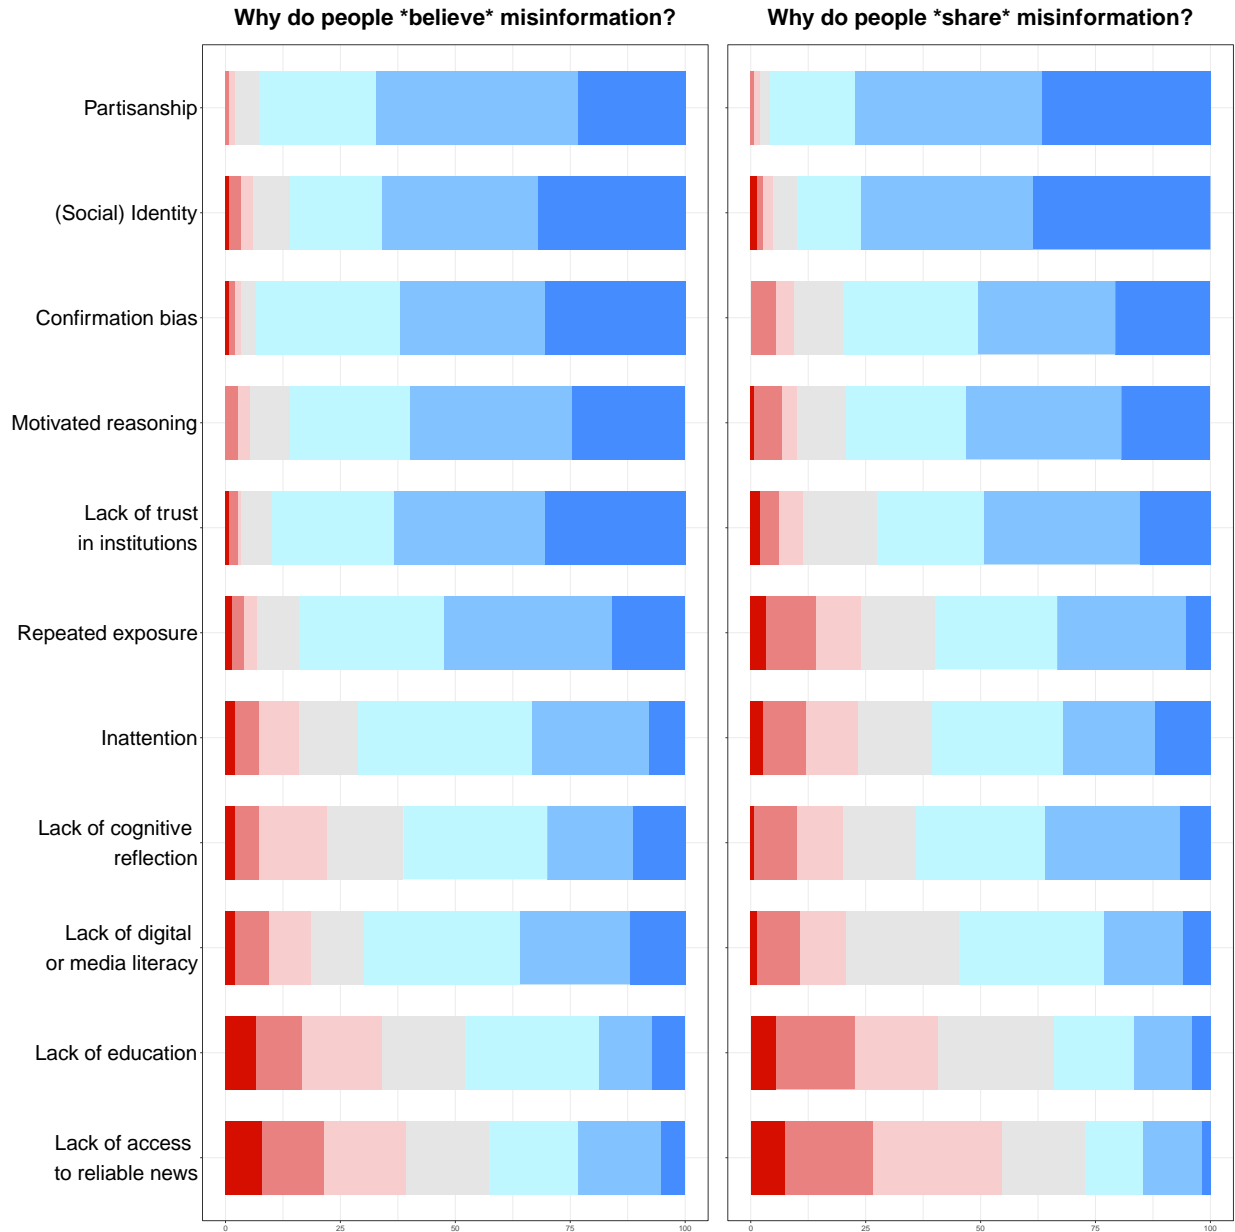 Why do people *believe* misinformation?
Why do people *share* misinformation?
Partisanship
(Social) Identity
Confirmation bias
Motivated reasoning
Lack of trust
in institutions
Repeated exposure
Inattention
Lack of cognitive
reflection
Lack of digital
or media literacy
Lack of education
Lack of access
to reliable news
0 25 50 75 100
0 25 50 75 100